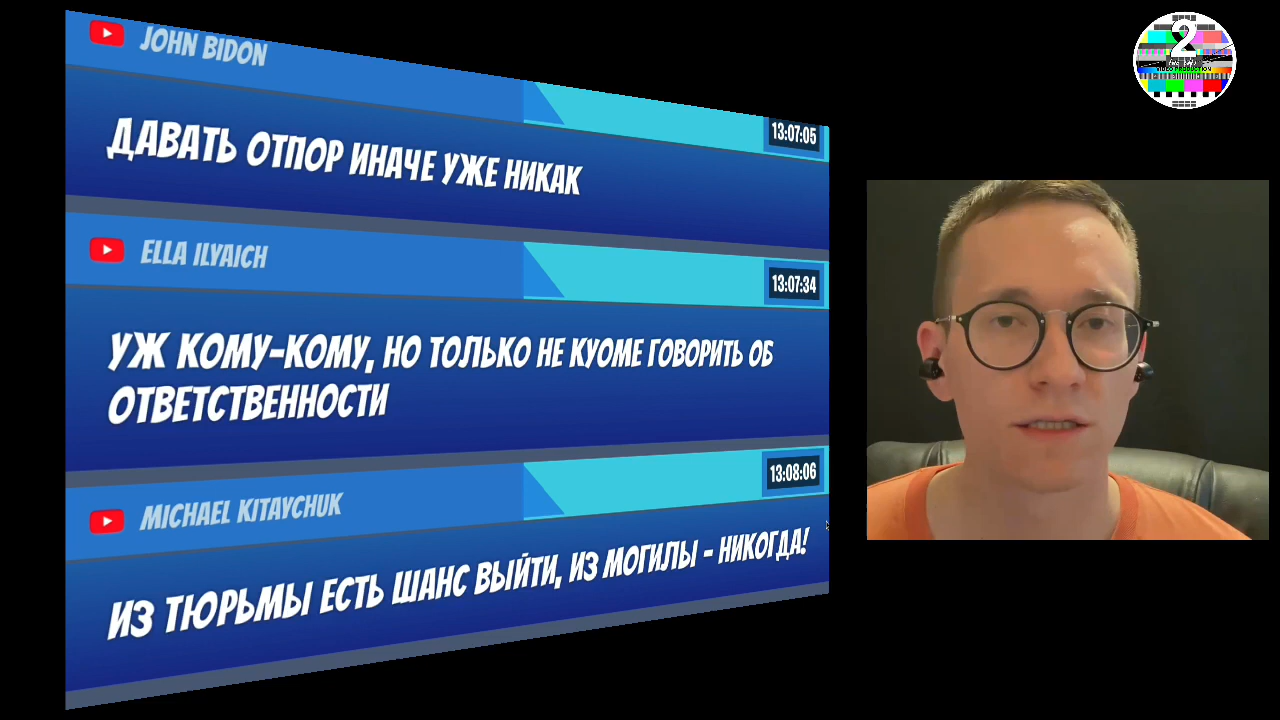 JOHN BIDON
13:07:05
ДАВАТЬ ОТПОР ИНАЧЕ УЖЕ НИКАК
ELLA ILYAICH
13:07:34
УЖ КОМУ-КОМУ, НО ТОЛЬКО НЕ КУОМЕ ГОВОРИТЬ ОБ
ОТВЕТСТВЕННОСТИ
MICHAEL KITAYCHUK
13:08:06
ИЗ ТЮРЬМЫ ЕСТЬ ШАНС ВЫЙТИ, ИЗ МОГИЛЫ - НИКОГДА!
2